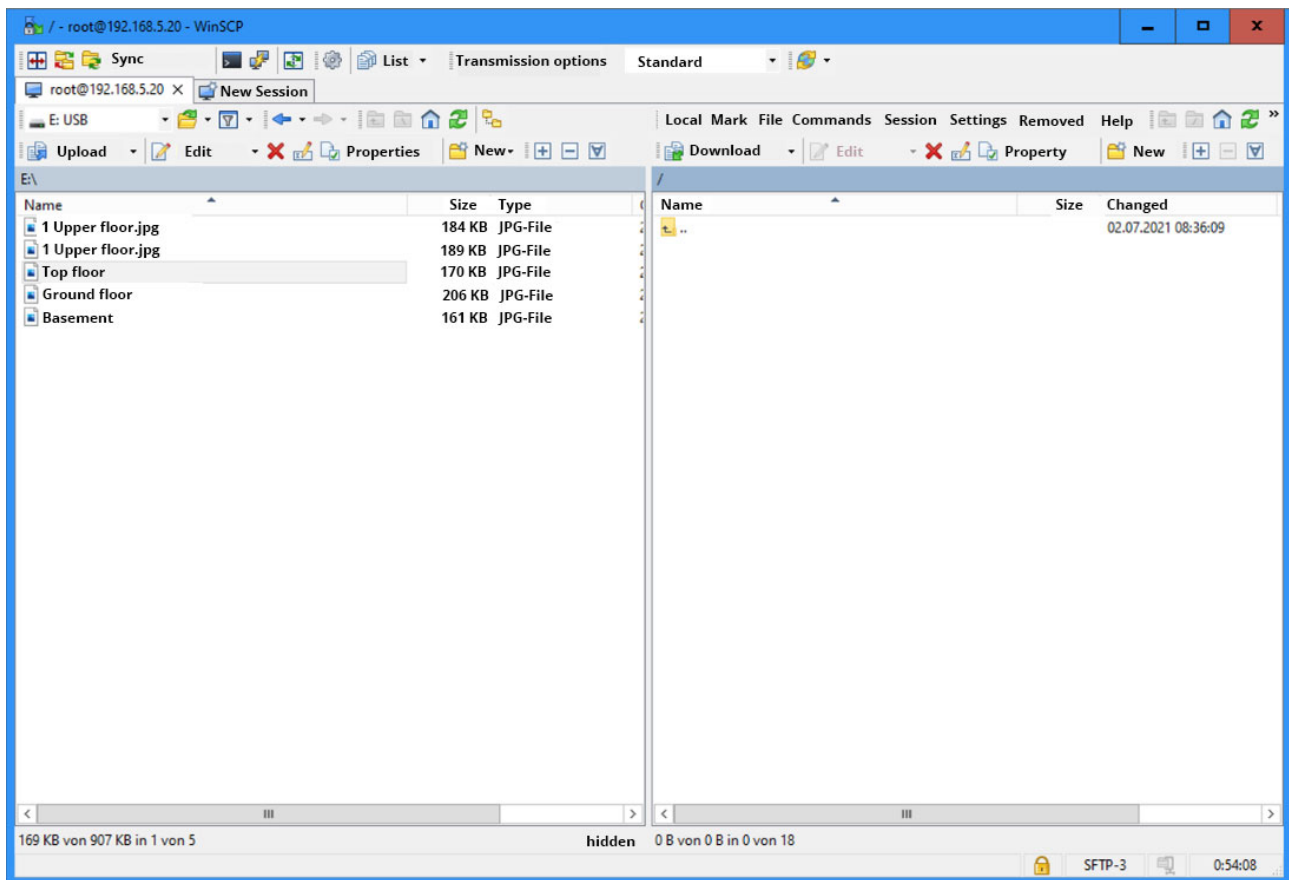 / - root@192.168.5.20 - WinSCP
Sync List Transmission options Standard
root@192.168.5.20 × New Session
E: USB
Local Mark File Commands Session Settings Removed Help »
Upload Edit Properties New
Download Edit Property New
E:\
/
Name Size Type
1 Upper floor.jpg 184 KB JPG-File
1 Upper floor.jpg 189 KB JPG-File
Top floor 170 KB JPG-File
Ground floor 206 KB JPG-File
Basement 161 KB JPG-File
Name Size Changed
.. 02.07.2021 08:36:09
169 KB von 907 KB in 1 von 5 hidden
0 B von 0 B in 0 von 18
SFTP-3 0:54:08